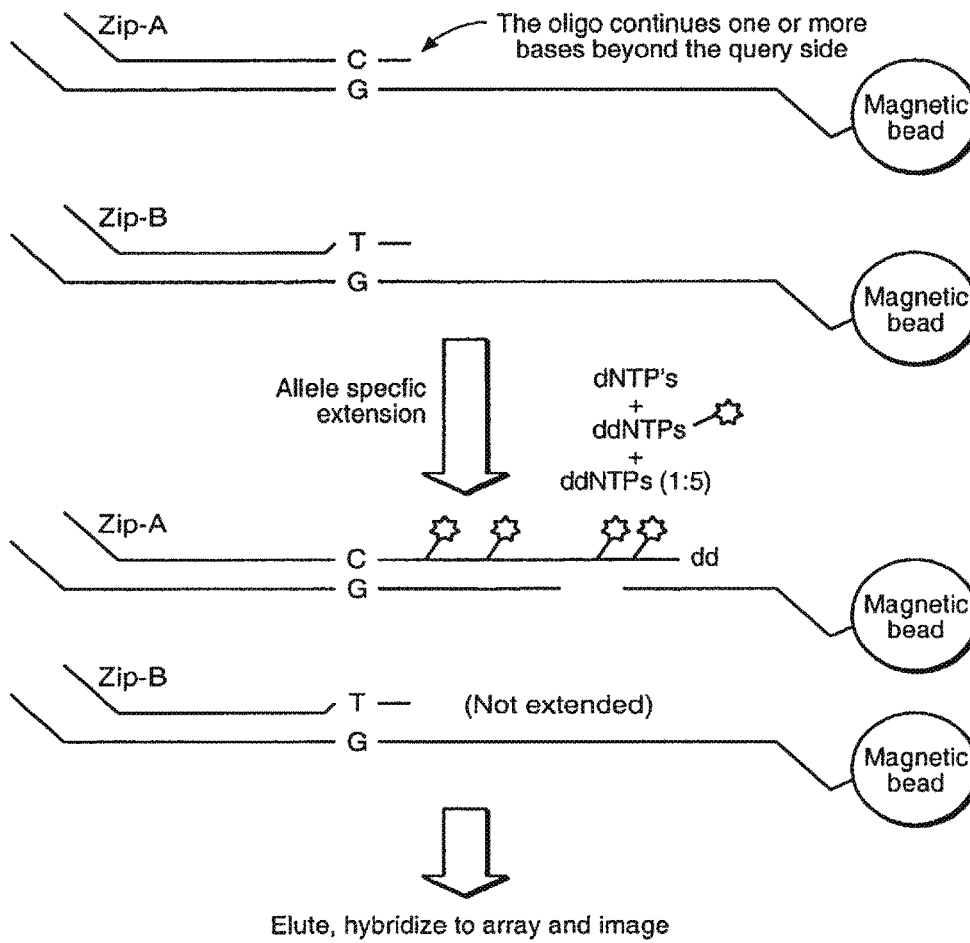 Zip-A
The oligo continues one or more
bases beyond the query side
C
G
Magnetic
bead
Zip-B
T
G
Magnetic
bead
Allele specfic
extension
dNTP's
+
ddNTPs
+
ddNTPs (1:5)
Zip-A
C
dd
G
Magnetic
bead
Zip-B
T
(Not extended)
G
Magnetic
bead
Elute, hybridize to array and image